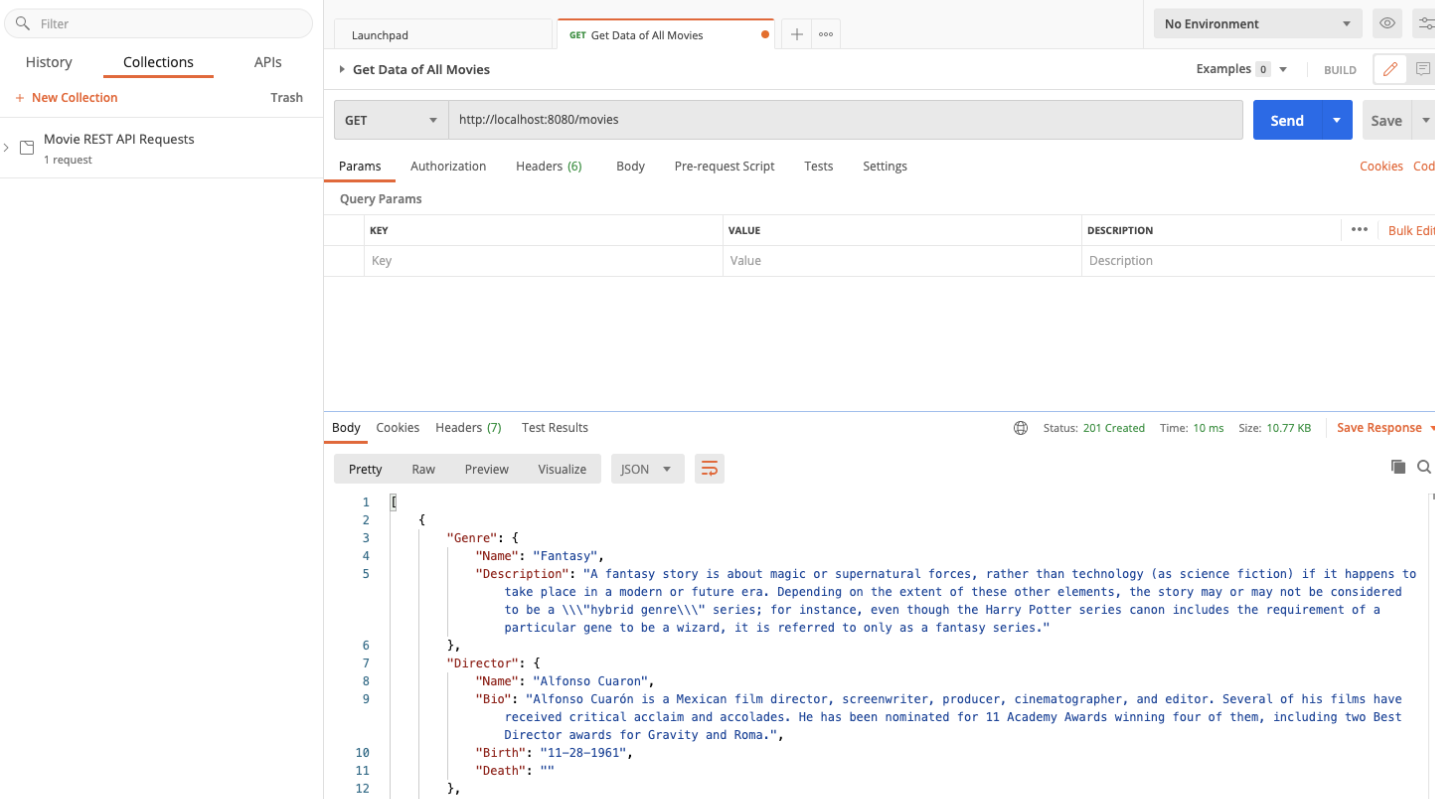 Filter
History Collections APIs
+ New Collection Trash
Movie REST API Requests
1 request
Launchpad GET Get Data of All Movies No Environment
Get Data of All Movies Examples 0 BUILD
GET http://localhost:8080/movies Send Save
Params Authorization Headers (6) Body Pre-request Script Tests Settings Cookies Cod
Query Params
KEY VALUE DESCRIPTION ••• Bulk Edit
Key Value Description
Body Cookies Headers (7) Test Results Status: 201 Created Time: 10 ms Size: 10.77 KB Save Response
Pretty Raw Preview Visualize JSON
1 [
2 {
3 "Genre": {
4 "Name": "Fantasy",
5 "Description": "A fantasy story is about magic or supernatural forces, rather than technology (as science fiction) if it happens to
take place in a modern or future era. Depending on the extent of these other elements, the story may or may not be considered
to be a \\\"hybrid genre\\\" series; for instance, even though the Harry Potter series canon includes the requirement of a
particular gene to be a wizard, it is referred to only as a fantasy series."
6 },
7 "Director": {
8 "Name": "Alfonso Cuaron",
9 "Bio": "Alfonso Cuarón is a Mexican film director, screenwriter, producer, cinematographer, and editor. Several of his films have
received critical acclaim and accolades. He has been nominated for 11 Academy Awards winning four of them, including two Best
Director awards for Gravity and Roma.",
10 "Birth": "11-28-1961",
11 "Death": ""
12 },